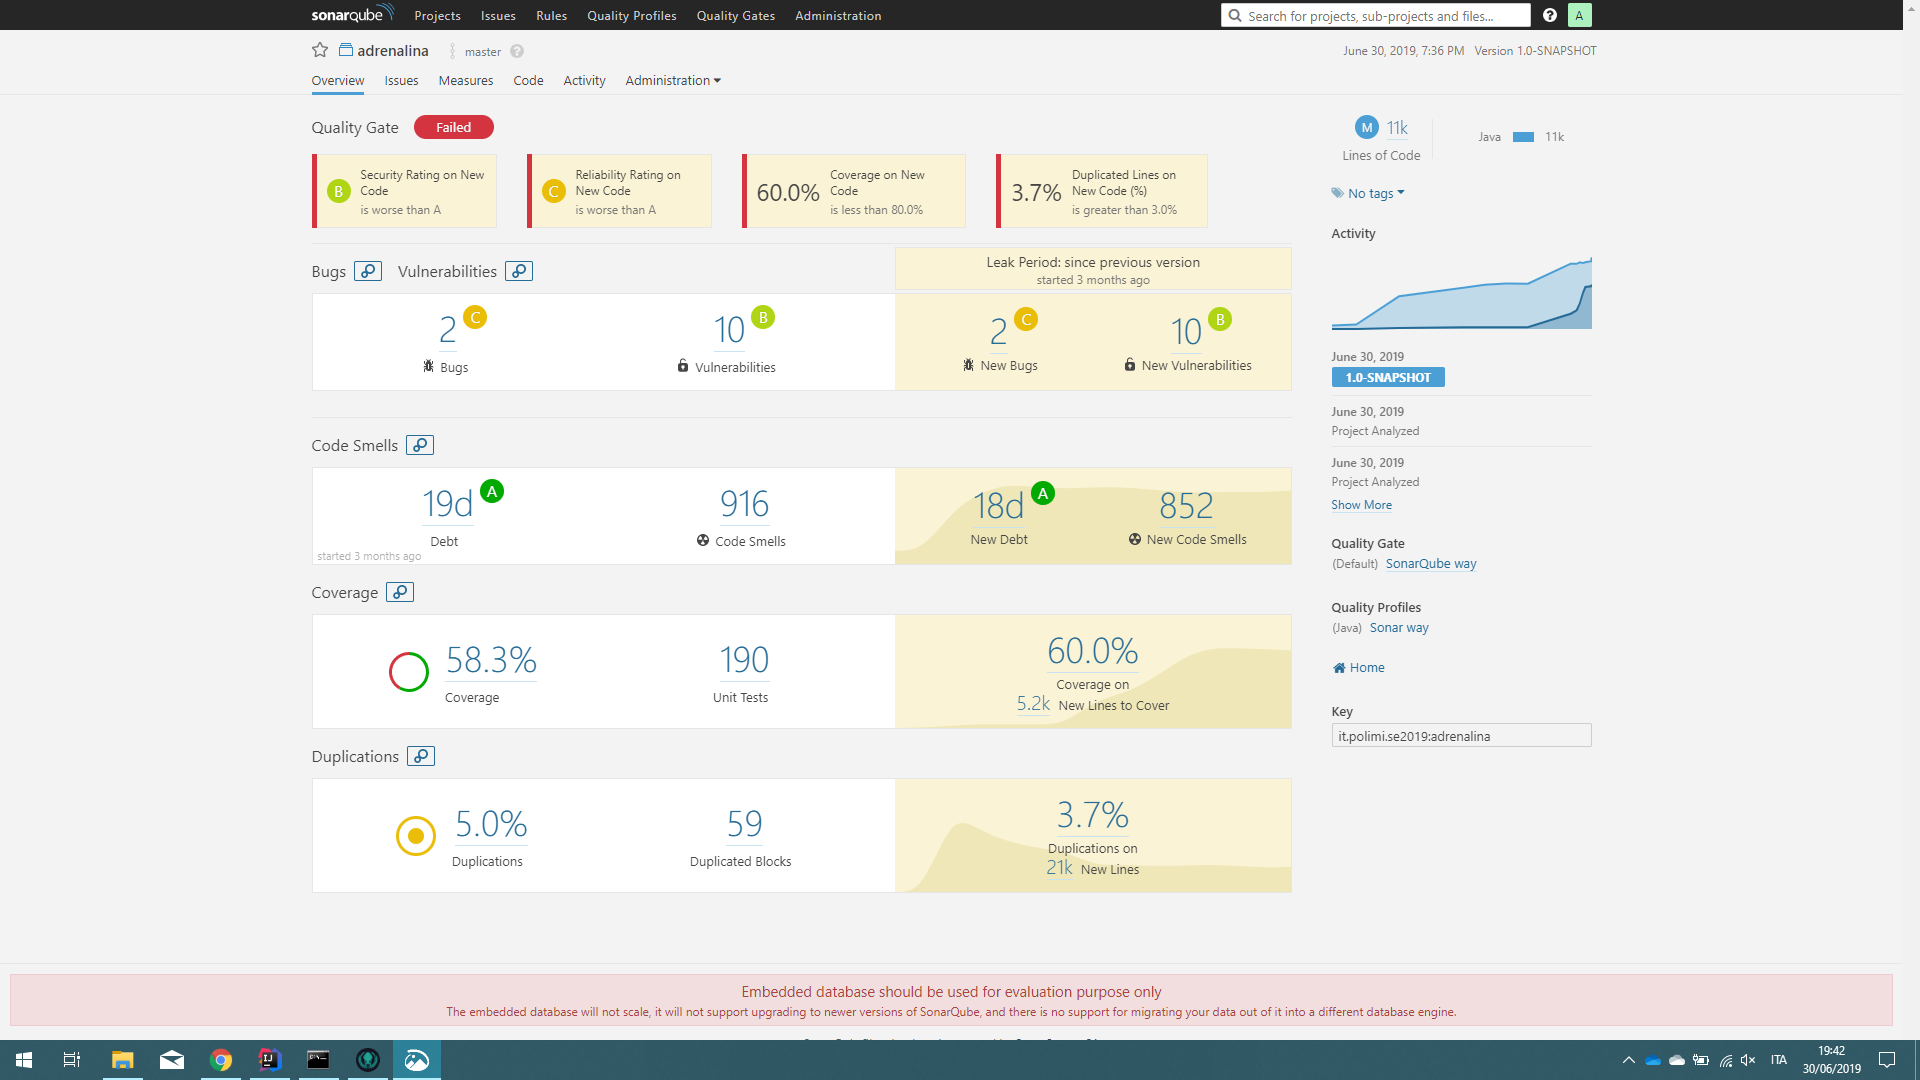 sonarqube Projects Issues Rules Quality Profiles Quality Gates Administration Search for projects, sub-projects and files... ? A
adrenalina master ? June 30, 2019, 7:36 PM Version 1.0-SNAPSHOT
Overview Issues Measures Code Activity Administration
Quality Gate Failed
B Security Rating on New Code is worse than A
C Reliability Rating on New Code is worse than A
60.0% Coverage on New Code is less than 80.0%
3.7% Duplicated Lines on New Code (%) is greater than 3.0%
Bugs Vulnerabilities
Leak Period: since previous version
started 3 months ago
2 C 10 B 2 C 10 B
Bugs Vulnerabilities New Bugs New Vulnerabilities
Code Smells
19d A 916 18d A 852
Debt Code Smells New Debt New Code Smells
started 3 months ago
Coverage
58.3% 190 60.0%
Coverage Unit Tests Coverage on
5.2k New Lines to Cover
Duplications
5.0% 59 3.7%
Duplications Duplicated Blocks Duplications on
21k New Lines
M 11k Java 11k
Lines of Code
No tags
Activity
June 30, 2019
1.0-SNAPSHOT
June 30, 2019
Project Analyzed
June 30, 2019
Project Analyzed
Show More
Quality Gate
(Default) SonarQube way
Quality Profiles
(Java) Sonar way
Home
Key
it.polimi.se2019:adrenalina
Embedded database should be used for evaluation purpose only
The embedded database will not scale, it will not support upgrading to newer versions of SonarQube, and there is no support for migrating your data out of it into a different database engine.
ITA 19:42
30/06/2019